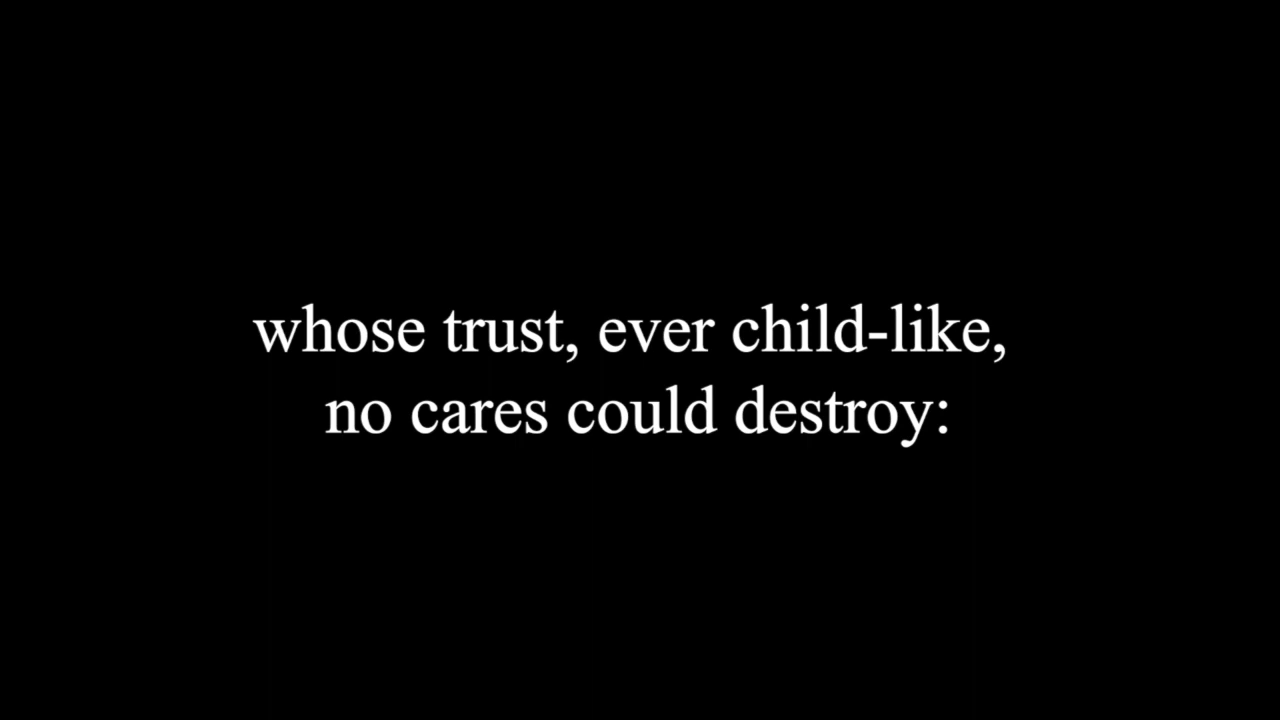 whose trust, ever child-like,
no cares could destroy: